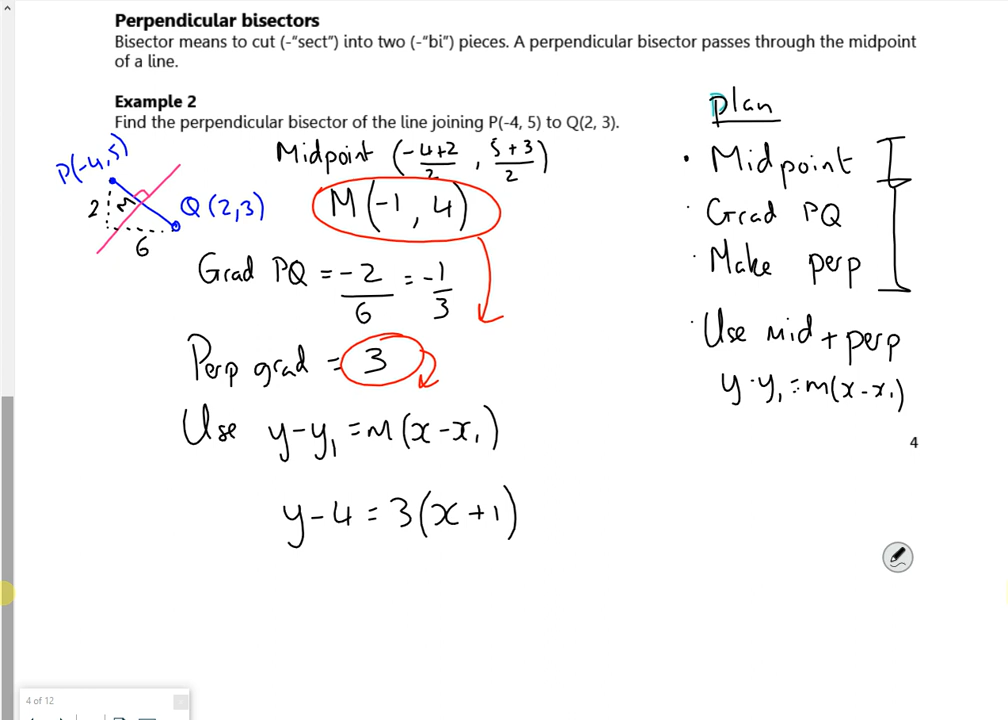 Perpendicular bisectors
Bisector means to cut (-"sect") into two (-"bi") pieces. A perpendicular bisector passes through the midpoint
of a line.
Example 2
Find the perpendicular bisector of the line joining P(-4, 5) to Q(2, 3).
P(-4,5)
Q (2,3)
2
M
6
Midpoint (-4+2/2 , 5+3/2)
M(-1, 4)
Grad PQ = -2/6 = -1/3
Perp grad = 3
Use y-y₁ = m(x-x₁)
y-4 = 3(x+1)
plan
· Midpoint
· Grad PQ
· Make perp
· Use mid + perp
y-y₁ = m(x-x₁)
4
4 of 12